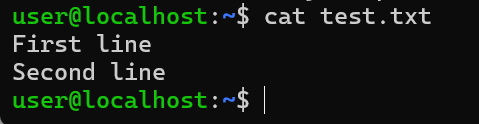 user@localhost:~$ cat test.txt
First line
Second line
user@localhost:~$